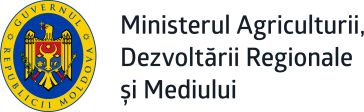 GUVERNUL
REPUBLICII MOLDOVA
Ministerul Agriculturii,
Dezvoltării Regionale
și Mediului